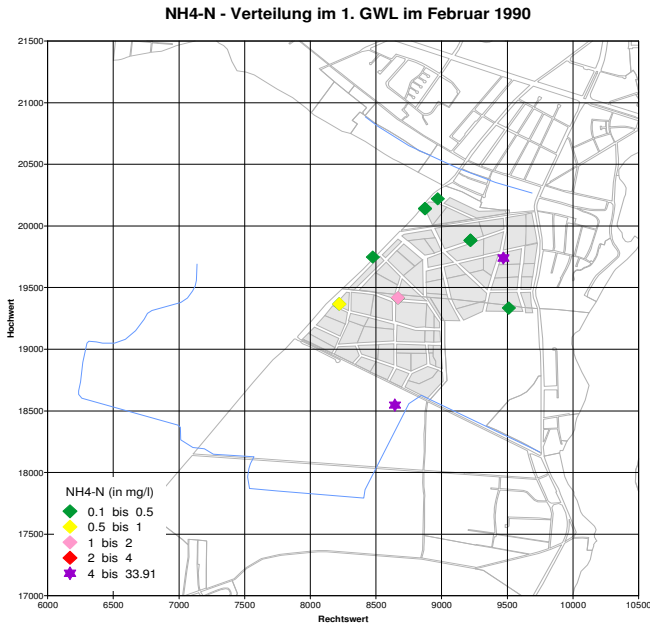 NH4-N - Verteilung im 1. GWL im Februar 1990
21500
21000
20500
20000
19500
19000
18500
18000
17500
17000
Hochwert
NH4-N (in mg/l)
0.1 bis 0.5
0.5 bis 1
1 bis 2
2 bis 4
4 bis 33.91
6000 6500 7000 7500 8000 8500 9000 9500 10000 10500
Rechtswert